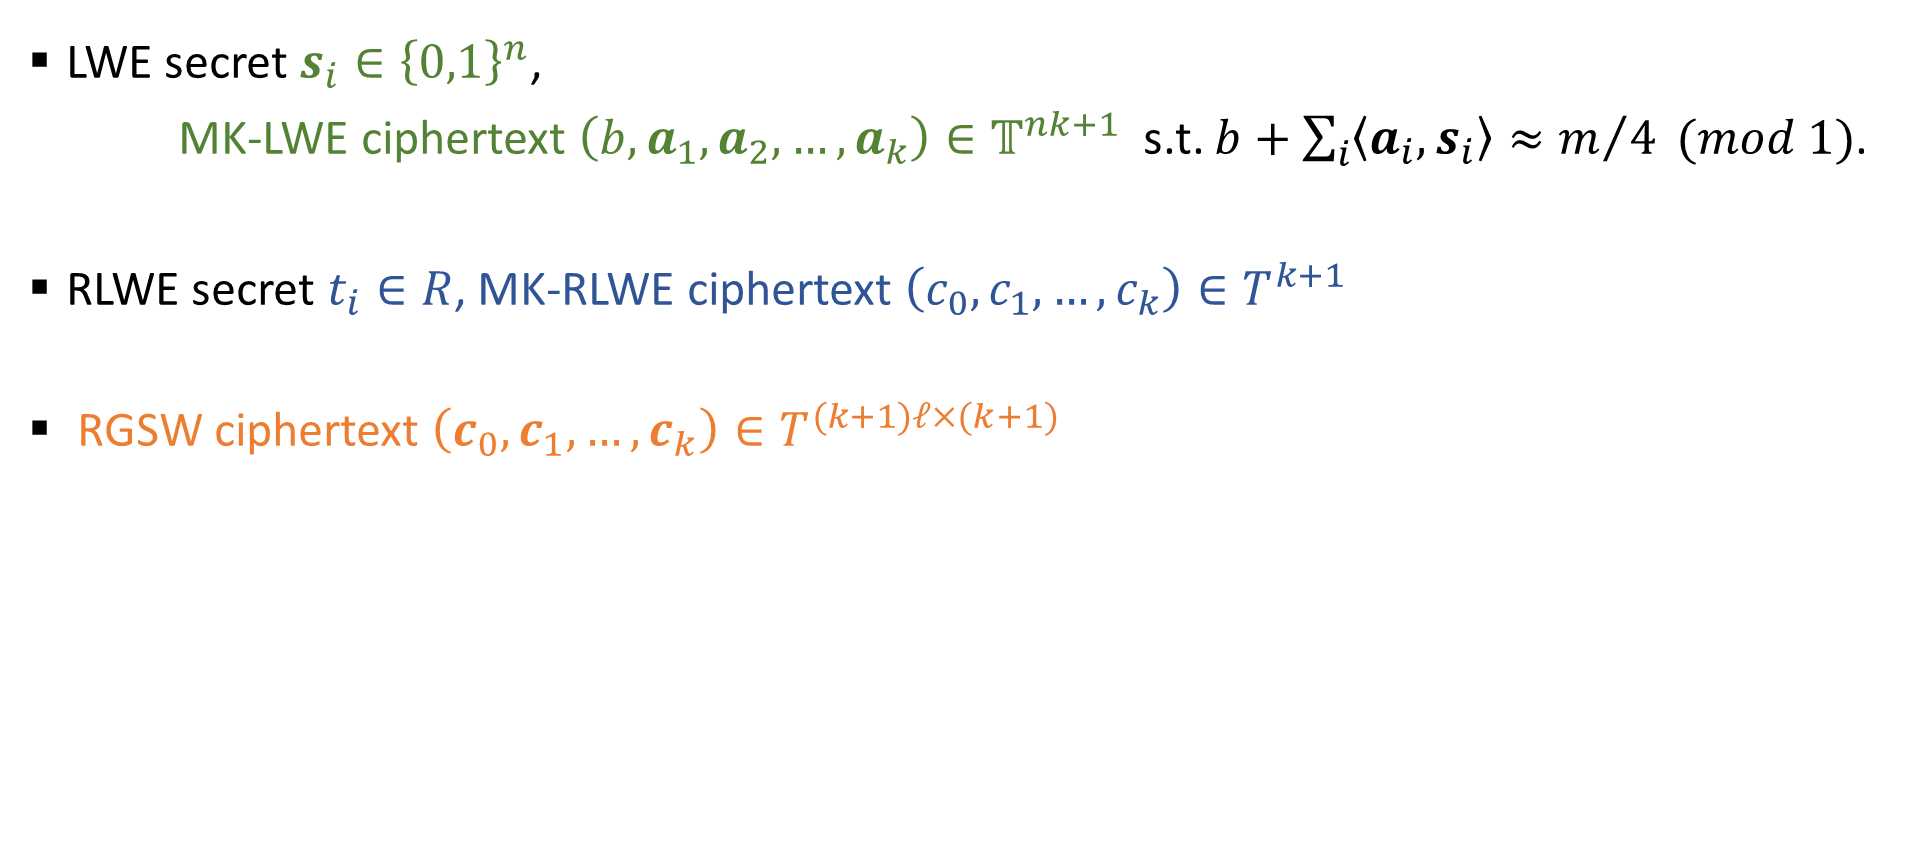 ▪ LWE secret 𝒔ᵢ ∈ {0,1}ⁿ,
MK-LWE ciphertext (b, 𝒂₁, 𝒂₂, … , 𝒂ₖ) ∈ 𝕋ⁿᵏ⁺¹ s.t. b + ∑ᵢ⟨𝒂ᵢ, 𝒔ᵢ⟩ ≈ m/4 (mod 1).
▪ RLWE secret tᵢ ∈ R, MK-RLWE ciphertext (c₀, c₁, … , cₖ) ∈ Tᵏ⁺¹
▪ RGSW ciphertext (𝒄₀, 𝒄₁, … , 𝒄ₖ) ∈ T^{(k+1)ℓ×(k+1)}